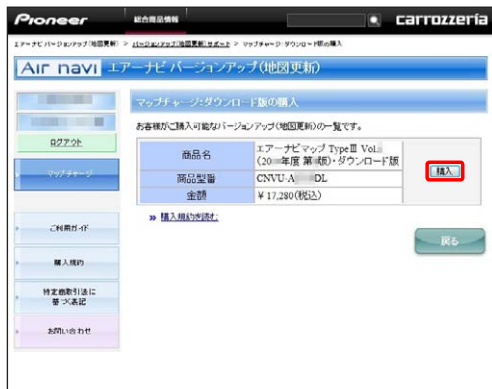 Pioneer
総合商品情報
carrozzeria
エアーナビ バージョンアップ(地図更新) > バージョンアップ(地図更新)サポート > マップチャージ・ダウンロード版の購入
Air navi エアーナビ バージョンアップ(地図更新)
ログアウト
マップチャージ
ご利用ガイド
購入規約
特定商取引法に
基づく表記
お問い合わせ
マップチャージ:ダウンロード版の購入
お客様がご購入可能なバージョンアップ(地図更新)の一覧です。
商品名
エアーナビマップ TypeⅢ Vol.
(20 年度 第 版)・ダウンロード版
商品型番
CNVU-A DL
金額
¥ 17,280(税込)
購入
» 購入規約を読む
戻る